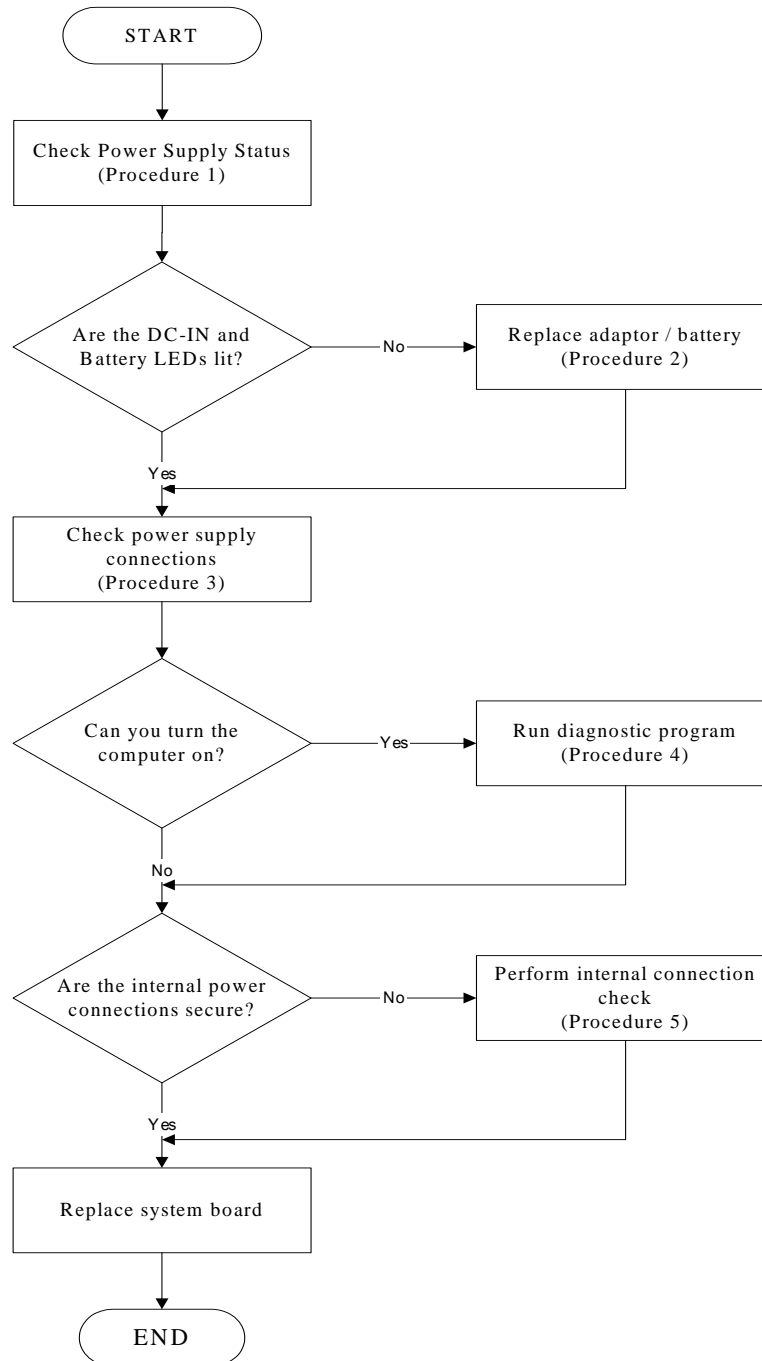 START
Check Power Supply Status
(Procedure 1)
Are the DC-IN and
Battery LEDs lit?
No
Replace adaptor / battery
(Procedure 2)
Yes
Check power supply
connections
(Procedure 3)
Can you turn the
computer on?
Yes
Run diagnostic program
(Procedure 4)
No
Are the internal power
connections secure?
No
Perform internal connection
check
(Procedure 5)
Yes
Replace system board
END